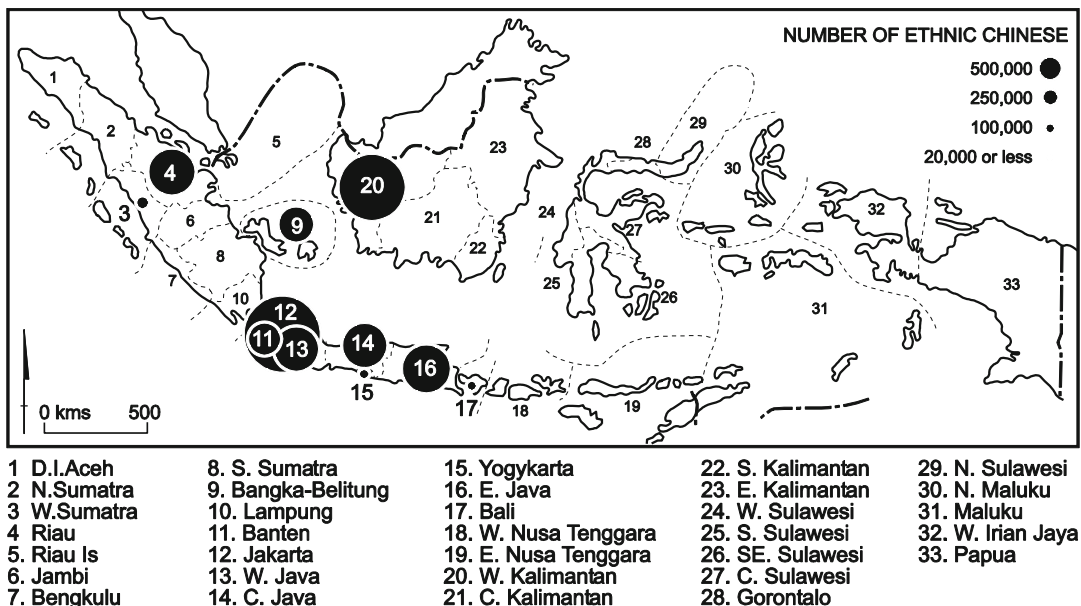 NUMBER OF ETHNIC CHINESE
500,000
250,000
100,000
20,000 or less
1
2
3
4
5
6
7
8
9
10
11
12
13
14
15
16
17
18
19
20
21
22
23
24
25
26
27
28
29
30
31
32
33
0 kms 500
1 D.I.Aceh
2 N.Sumatra
3 W.Sumatra
4 Riau
5. Riau Is
6. Jambi
7. Bengkulu
8. S. Sumatra
9. Bangka-Belitung
10. Lampung
11. Banten
12. Jakarta
13. W. Java
14. C. Java
15. Yogykarta
16. E. Java
17. Bali
18. W. Nusa Tenggara
19. E. Nusa Tenggara
20. W. Kalimantan
21. C. Kalimantan
22. S. Kalimantan
23. E. Kalimantan
24. W. Sulawesi
25. S. Sulawesi
26. SE. Sulawesi
27. C. Sulawesi
28. Gorontalo
29. N. Sulawesi
30. N. Maluku
31. Maluku
32. W. Irian Jaya
33. Papua